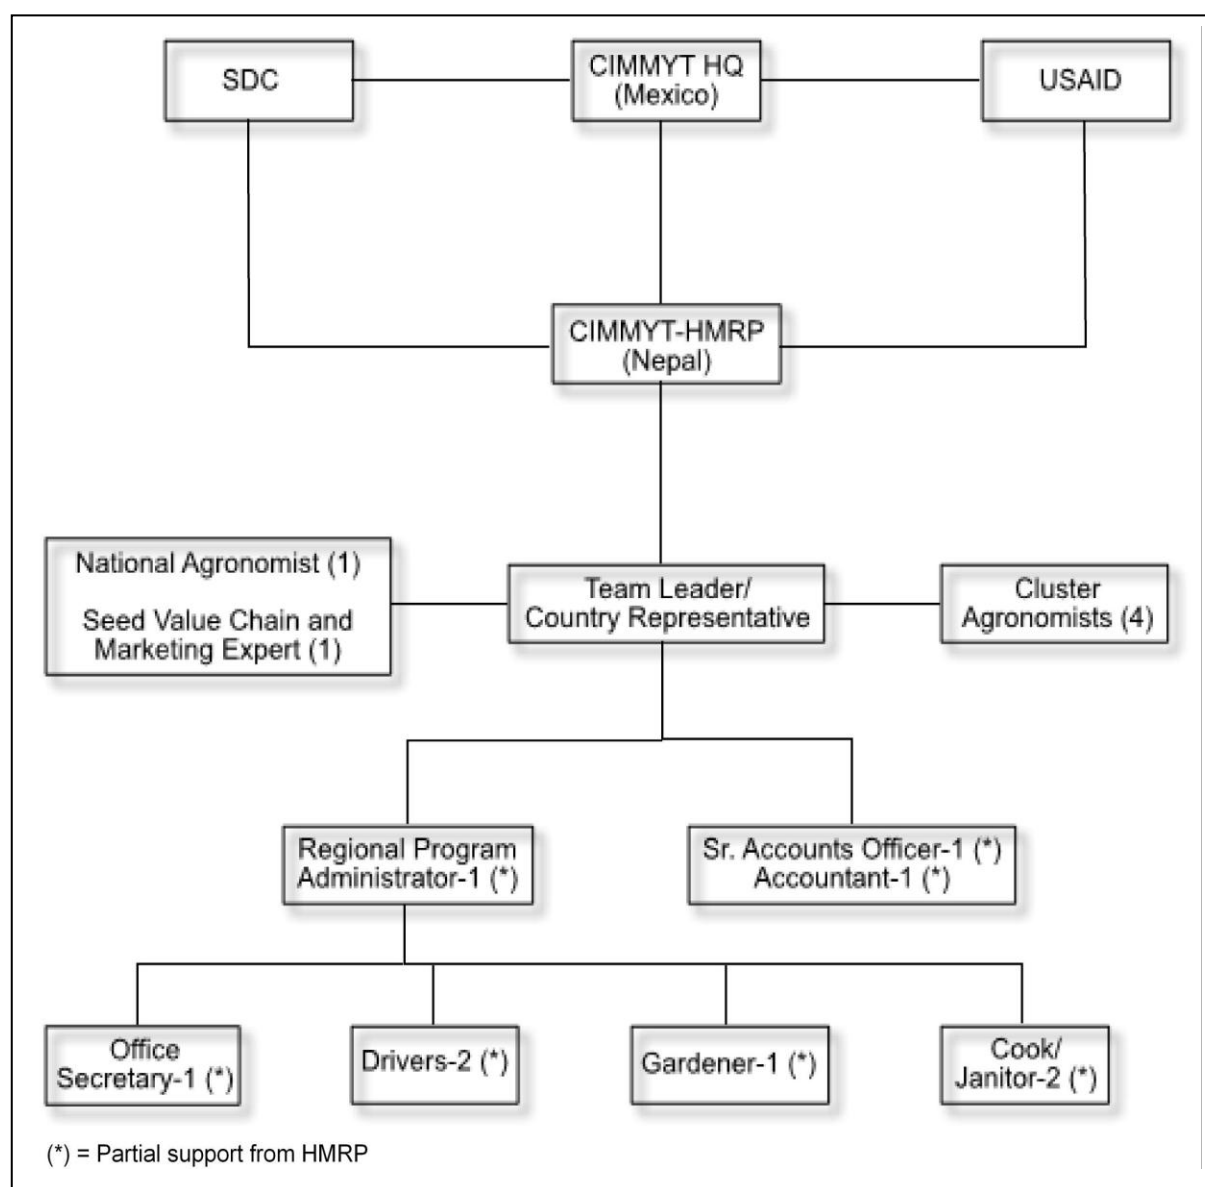 SDC
CIMMYT HQ
(Mexico)
USAID
CIMMYT-HMRP
(Nepal)
National Agronomist (1)
Seed Value Chain and
Marketing Expert (1)
Team Leader/
Country Representative
Cluster
Agronomists (4)
Regional Program
Administrator-1 (*)
Sr. Accounts Officer-1 (*)
Accountant-1 (*)
Office
Secretary-1 (*)
Drivers-2 (*)
Gardener-1 (*)
Cook/
Janitor-2 (*)
(*) = Partial support from HMRP